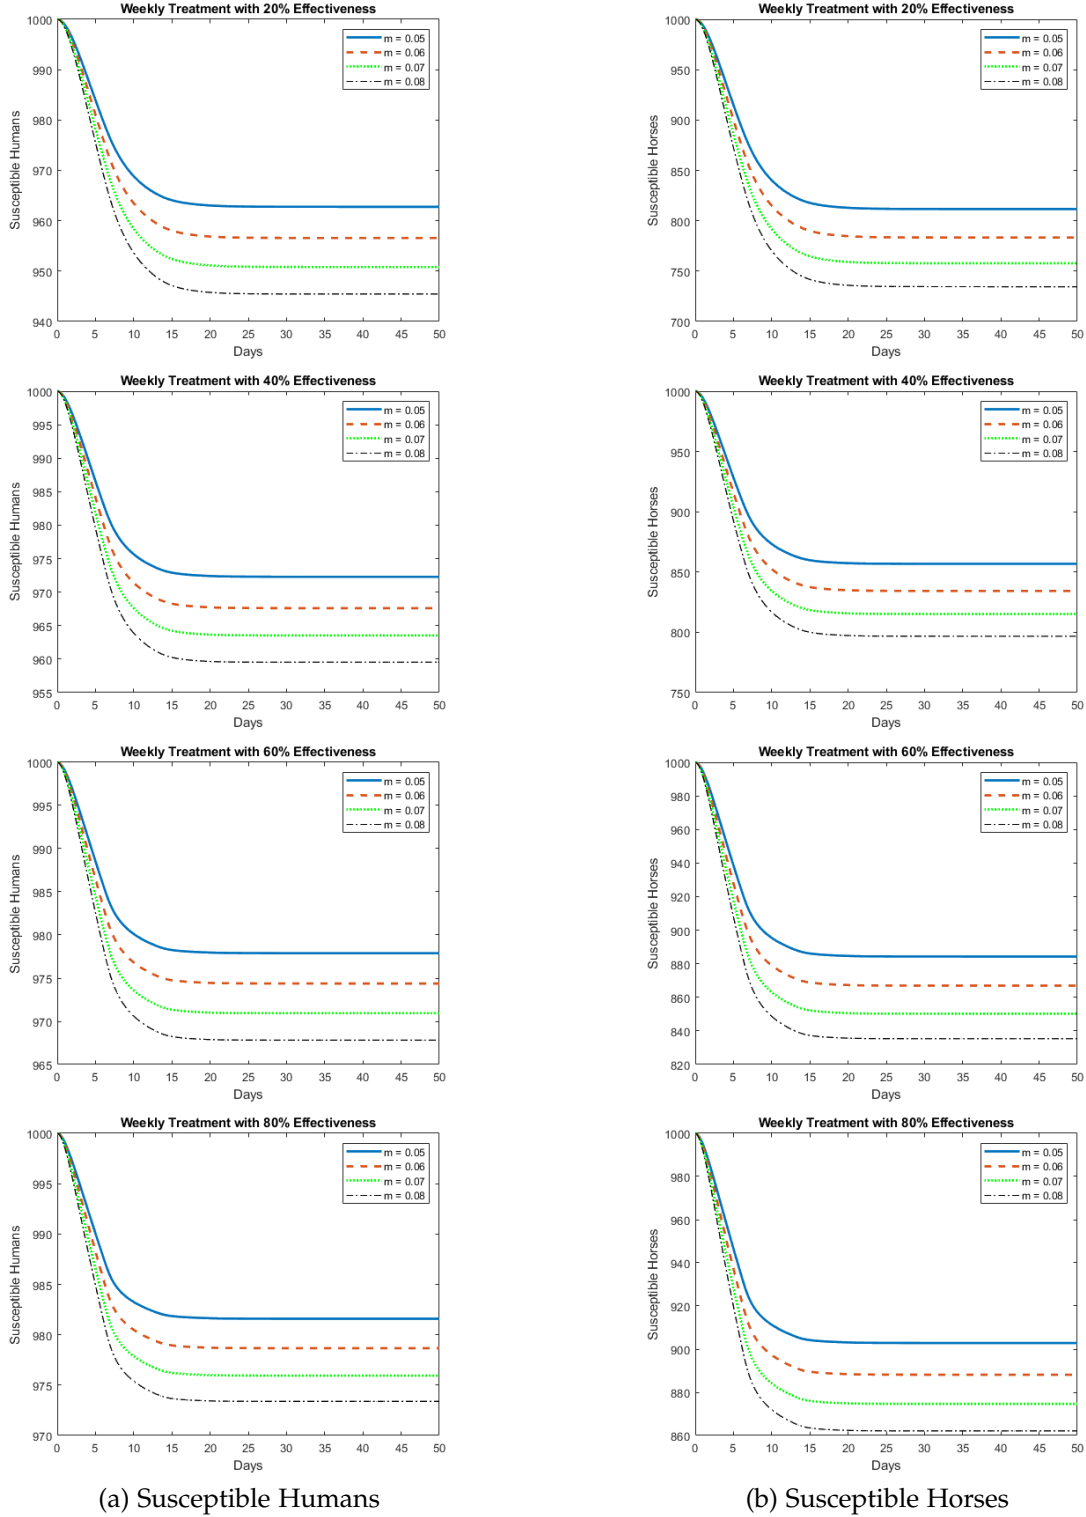 Weekly Treatment with 20% Effectiveness
Susceptible Humans
1000
990
980
970
960
950
940
0 5 10 15 20 25 30 35 40 45 50
Days
m = 0.05
m = 0.06
m = 0.07
m = 0.08
Weekly Treatment with 20% Effectiveness
Susceptible Horses
1000
950
900
850
800
750
700
0 5 10 15 20 25 30 35 40 45 50
Days
m = 0.05
m = 0.06
m = 0.07
m = 0.08
Weekly Treatment with 40% Effectiveness
Susceptible Humans
1000
995
990
985
980
975
970
965
960
955
0 5 10 15 20 25 30 35 40 45 50
Days
m = 0.05
m = 0.06
m = 0.07
m = 0.08
Weekly Treatment with 40% Effectiveness
Susceptible Horses
1000
950
900
850
800
750
0 5 10 15 20 25 30 35 40 45 50
Days
m = 0.05
m = 0.06
m = 0.07
m = 0.08
Weekly Treatment with 60% Effectiveness
Susceptible Humans
1000
995
990
985
980
975
970
965
0 5 10 15 20 25 30 35 40 45 50
Days
m = 0.05
m = 0.06
m = 0.07
m = 0.08
Weekly Treatment with 60% Effectiveness
Susceptible Horses
1000
980
960
940
920
900
880
860
840
820
0 5 10 15 20 25 30 35 40 45 50
Days
m = 0.05
m = 0.06
m = 0.07
m = 0.08
Weekly Treatment with 80% Effectiveness
Susceptible Humans
1000
995
990
985
980
975
970
0 5 10 15 20 25 30 35 40 45 50
Days
m = 0.05
m = 0.06
m = 0.07
m = 0.08
Weekly Treatment with 80% Effectiveness
Susceptible Horses
1000
980
960
940
920
900
880
860
0 5 10 15 20 25 30 35 40 45 50
Days
m = 0.05
m = 0.06
m = 0.07
m = 0.08
(a) Susceptible Humans
(b) Susceptible Horses